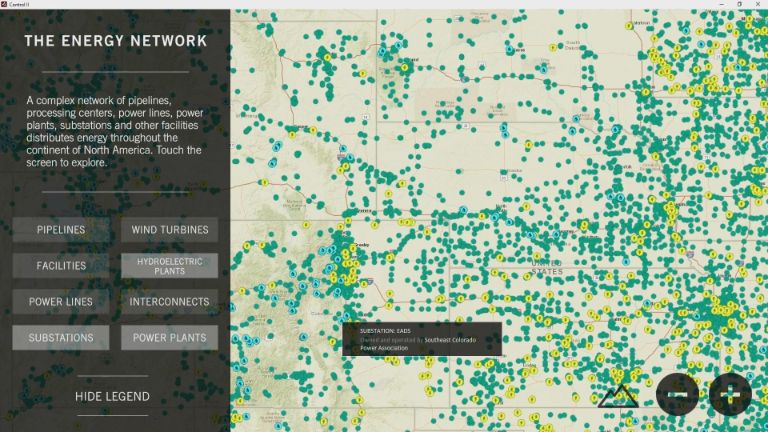 Control II
THE ENERGY NETWORK
A complex network of pipelines,
processing centers, power lines, power
plants, substations and other facilities
distributes energy throughout the
continent of North America. Touch the
screen to explore.
PIPELINES
WIND TURBINES
FACILITIES
HYDROELECTRIC
PLANTS
POWER LINES
INTERCONNECTS
SUBSTATIONS
POWER PLANTS
HIDE LEGEND
UNITED
STATES
SUBSTATION: EADS
Owned and operated by Southeast Colorado
Power Association